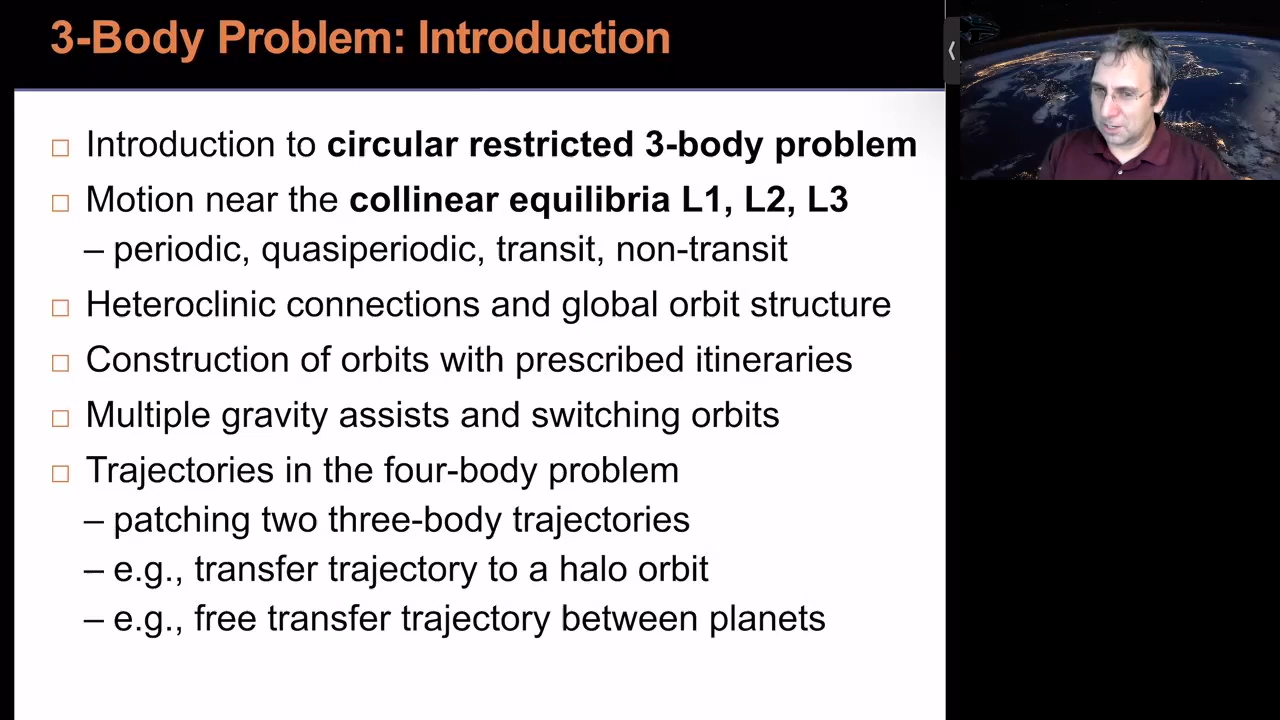 3-Body Problem: Introduction
□ Introduction to circular restricted 3-body problem
□ Motion near the collinear equilibria L1, L2, L3
– periodic, quasiperiodic, transit, non-transit
□ Heteroclinic connections and global orbit structure
□ Construction of orbits with prescribed itineraries
□ Multiple gravity assists and switching orbits
□ Trajectories in the four-body problem
– patching two three-body trajectories
– e.g., transfer trajectory to a halo orbit
– e.g., free transfer trajectory between planets